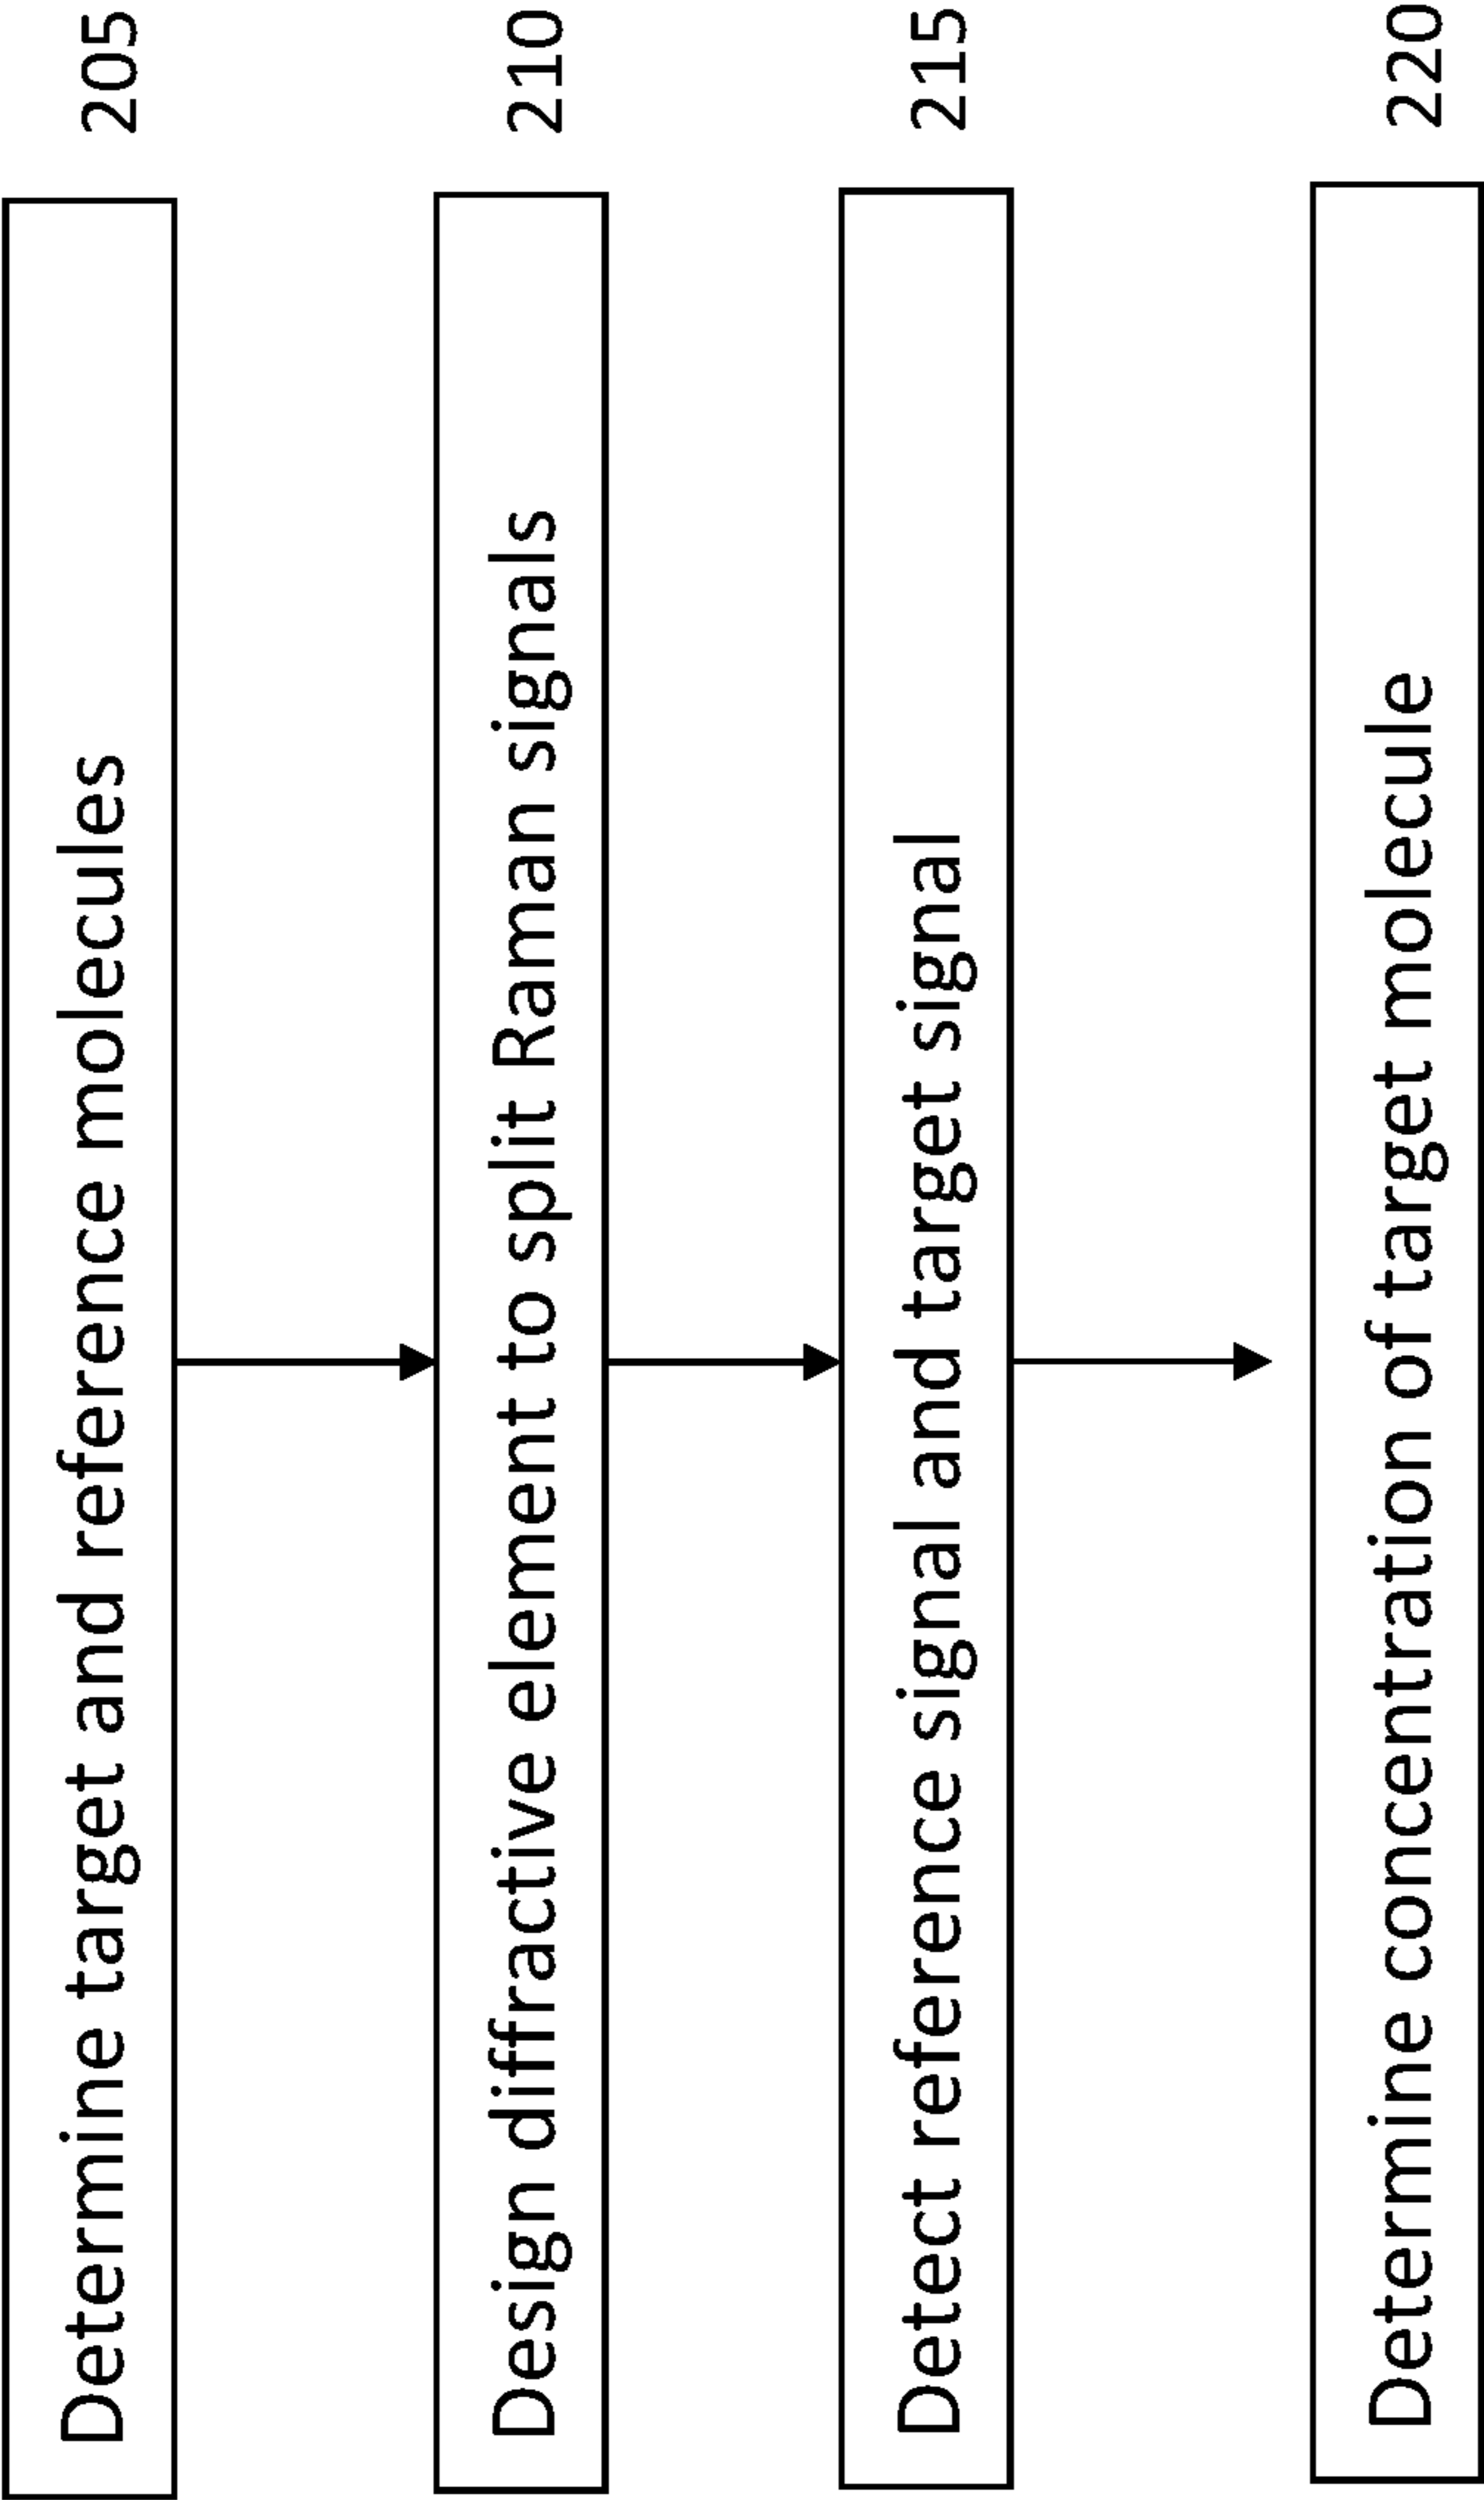 Determine target and reference molecules 205
Design diffractive element to split Raman signals 210
Detect reference signal and target signal 215
Determine concentration of target molecule 220